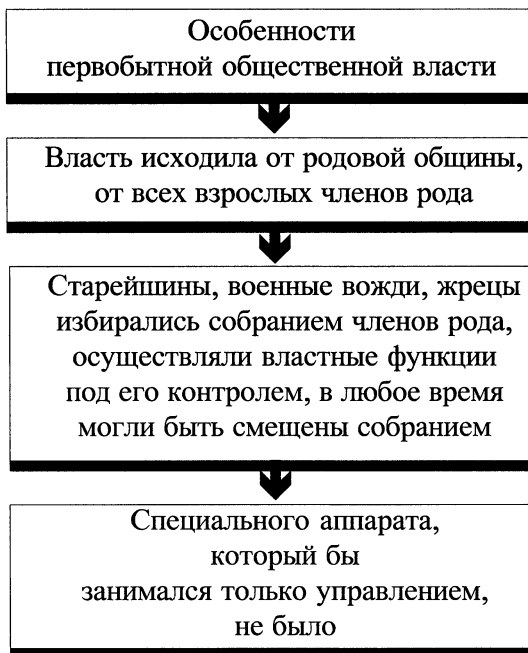 Особенности
первобытной общественной власти
Власть исходила от родовой общины,
от всех взрослых членов рода
Старейшины, военные вожди, жрецы
избирались собранием членов рода,
осуществляли властные функции
под его контролем, в любое время
могли быть смещены собранием
Специального аппарата,
который бы
занимался только управлением,
не было